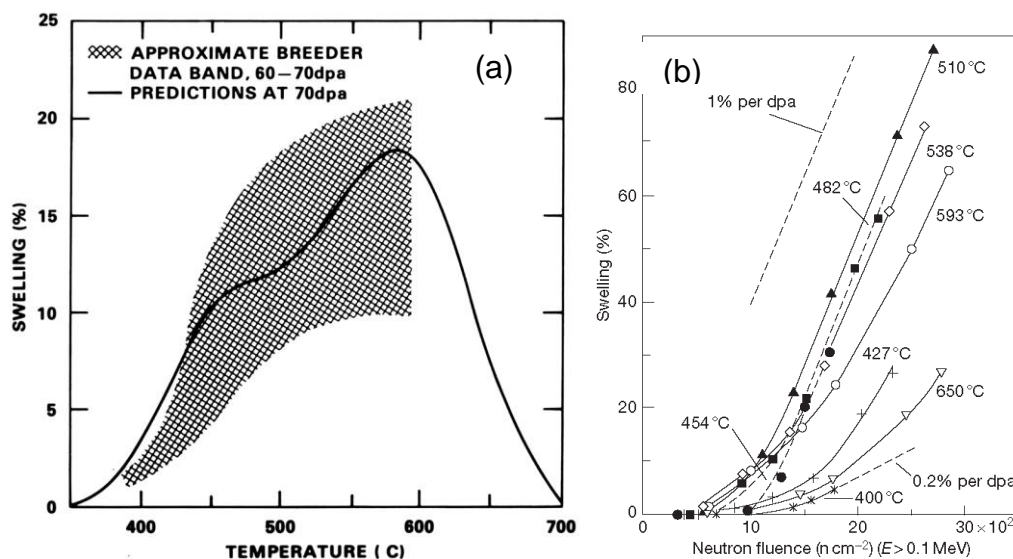 25
20
15
10
5
0
SWELLING (%)
APPROXIMATE BREEDER
DATA BAND, 60–70dpa
PREDICTIONS AT 70dpa
(a)
400
500
600
700
TEMPERATURE ( C)
(b)
80
60
40
20
0
Swelling (%)
1% per dpa
510 °C
538 °C
482 °C
593 °C
427 °C
650 °C
454 °C
0.2% per dpa
400 °C
0
10
20
30 × 10²
Neutron fluence (n cm⁻²) (E > 0.1 MeV)